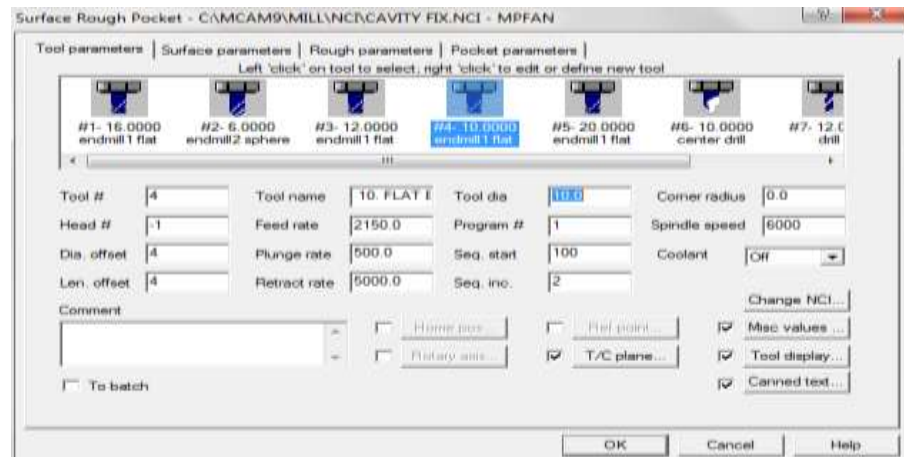 Surface Rough Pocket - C:\MCAM9\MILL\NCI\CAVITY FIX.NCI - MPFAN
Tool parameters | Surface parameters | Rough parameters | Pocket parameters |
Left 'click' on tool to select; right 'click' to edit or define new tool
#1- 16.0000 #2- 6.0000 #3- 12.0000 #4- 10.0000 #5- 20.0000 #6- 10.0000 #7- 12.0
endmill1 flat endmill2 sphere endmill1 flat endmill1 flat endmill1 flat center drill drill
Tool # 4 Tool name 10. FLAT E Tool dia 10.0 Corner radius 0.0
Head # -1 Feed rate 2150.0 Program # 1 Spindle speed 6000
Dia. offset 4 Plunge rate 500.0 Seq. start 100 Coolant Off
Len. offset 4 Retract rate 5000.0 Seq. inc. 2
Change NCI...
Comment
Home pos... Ref point... Misc values ...
Rotary axis... T/C plane... Tool display...
To batch Canned text...
OK Cancel Help